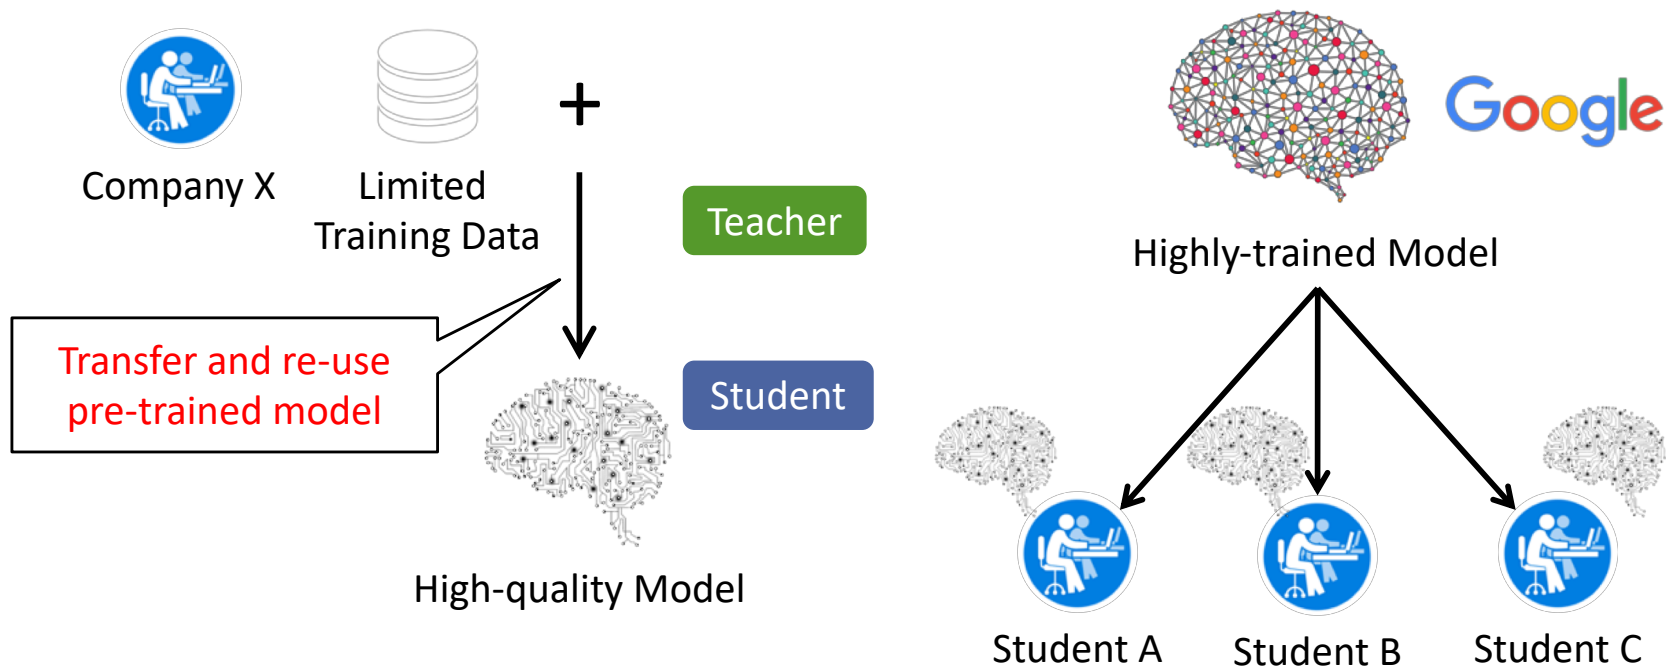 Company X
Limited
Training Data
+
Teacher
Transfer and re-use
pre-trained model
Student
High-quality Model
Google
Highly-trained Model
Student A
Student B
Student C